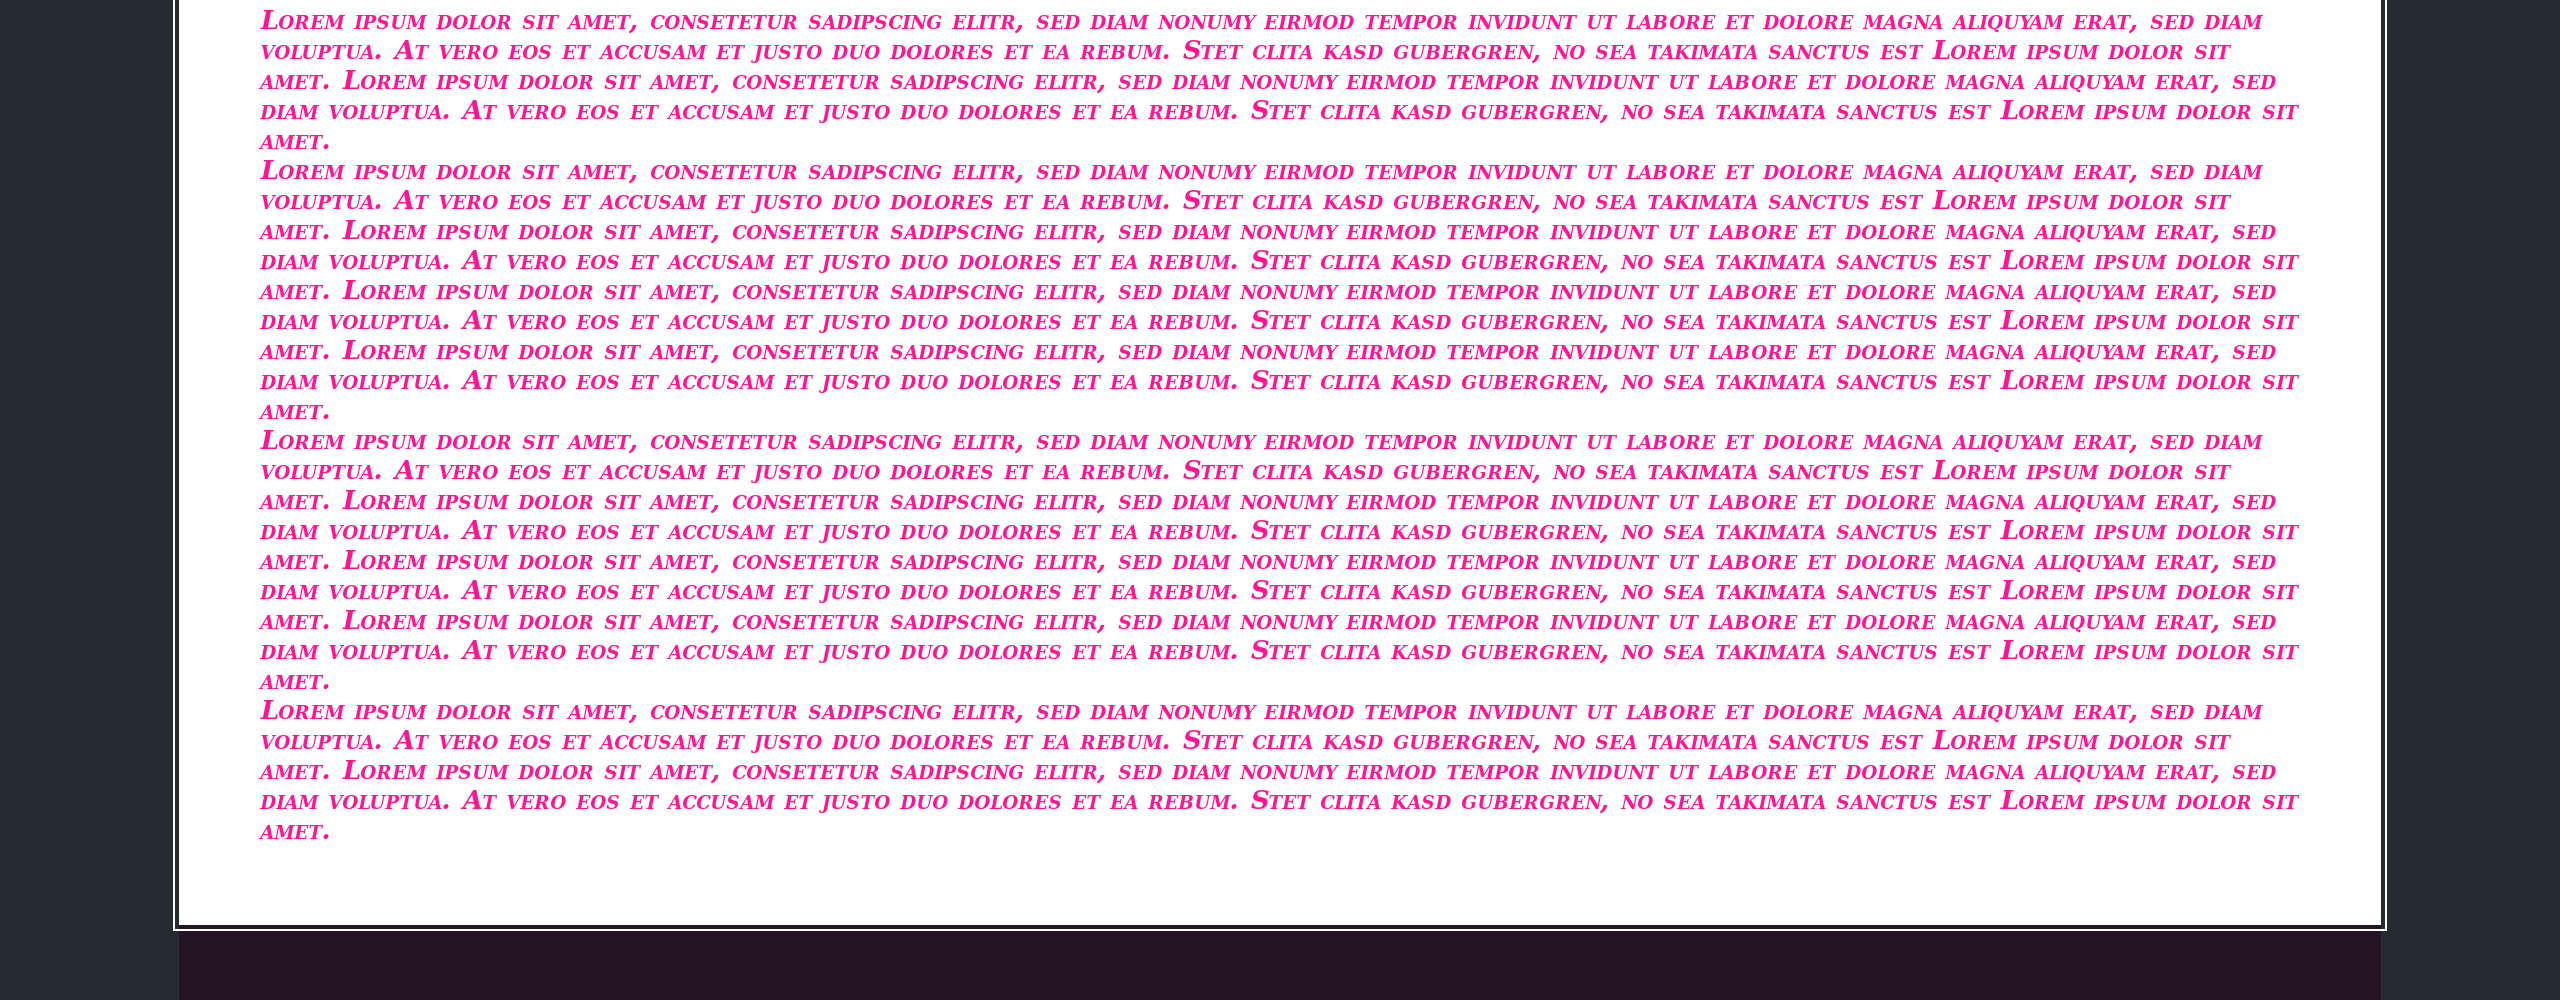 Lorem ipsum dolor sit amet, consetetur sadipscing elitr, sed diam nonumy eirmod tempor invidunt ut labore et dolore magna aliquyam erat, sed diam
voluptua. At vero eos et accusam et justo duo dolores et ea rebum. Stet clita kasd gubergren, no sea takimata sanctus est Lorem ipsum dolor sit
amet. Lorem ipsum dolor sit amet, consetetur sadipscing elitr, sed diam nonumy eirmod tempor invidunt ut labore et dolore magna aliquyam erat, sed
diam voluptua. At vero eos et accusam et justo duo dolores et ea rebum. Stet clita kasd gubergren, no sea takimata sanctus est Lorem ipsum dolor sit
amet.
Lorem ipsum dolor sit amet, consetetur sadipscing elitr, sed diam nonumy eirmod tempor invidunt ut labore et dolore magna aliquyam erat, sed diam
voluptua. At vero eos et accusam et justo duo dolores et ea rebum. Stet clita kasd gubergren, no sea takimata sanctus est Lorem ipsum dolor sit
amet. Lorem ipsum dolor sit amet, consetetur sadipscing elitr, sed diam nonumy eirmod tempor invidunt ut labore et dolore magna aliquyam erat, sed
diam voluptua. At vero eos et accusam et justo duo dolores et ea rebum. Stet clita kasd gubergren, no sea takimata sanctus est Lorem ipsum dolor sit
amet. Lorem ipsum dolor sit amet, consetetur sadipscing elitr, sed diam nonumy eirmod tempor invidunt ut labore et dolore magna aliquyam erat, sed
diam voluptua. At vero eos et accusam et justo duo dolores et ea rebum. Stet clita kasd gubergren, no sea takimata sanctus est Lorem ipsum dolor sit
amet. Lorem ipsum dolor sit amet, consetetur sadipscing elitr, sed diam nonumy eirmod tempor invidunt ut labore et dolore magna aliquyam erat, sed
diam voluptua. At vero eos et accusam et justo duo dolores et ea rebum. Stet clita kasd gubergren, no sea takimata sanctus est Lorem ipsum dolor sit
amet.
Lorem ipsum dolor sit amet, consetetur sadipscing elitr, sed diam nonumy eirmod tempor invidunt ut labore et dolore magna aliquyam erat, sed diam
voluptua. At vero eos et accusam et justo duo dolores et ea rebum. Stet clita kasd gubergren, no sea takimata sanctus est Lorem ipsum dolor sit
amet. Lorem ipsum dolor sit amet, consetetur sadipscing elitr, sed diam nonumy eirmod tempor invidunt ut labore et dolore magna aliquyam erat, sed
diam voluptua. At vero eos et accusam et justo duo dolores et ea rebum. Stet clita kasd gubergren, no sea takimata sanctus est Lorem ipsum dolor sit
amet. Lorem ipsum dolor sit amet, consetetur sadipscing elitr, sed diam nonumy eirmod tempor invidunt ut labore et dolore magna aliquyam erat, sed
diam voluptua. At vero eos et accusam et justo duo dolores et ea rebum. Stet clita kasd gubergren, no sea takimata sanctus est Lorem ipsum dolor sit
amet. Lorem ipsum dolor sit amet, consetetur sadipscing elitr, sed diam nonumy eirmod tempor invidunt ut labore et dolore magna aliquyam erat, sed
diam voluptua. At vero eos et accusam et justo duo dolores et ea rebum. Stet clita kasd gubergren, no sea takimata sanctus est Lorem ipsum dolor sit
amet.
Lorem ipsum dolor sit amet, consetetur sadipscing elitr, sed diam nonumy eirmod tempor invidunt ut labore et dolore magna aliquyam erat, sed diam
voluptua. At vero eos et accusam et justo duo dolores et ea rebum. Stet clita kasd gubergren, no sea takimata sanctus est Lorem ipsum dolor sit
amet. Lorem ipsum dolor sit amet, consetetur sadipscing elitr, sed diam nonumy eirmod tempor invidunt ut labore et dolore magna aliquyam erat, sed
diam voluptua. At vero eos et accusam et justo duo dolores et ea rebum. Stet clita kasd gubergren, no sea takimata sanctus est Lorem ipsum dolor sit
amet.